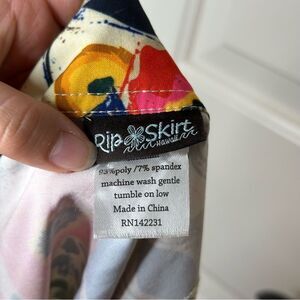 Rip Skirt
Hawaii
93%poly /7% spandex
machine wash gentle
tumble on low
Made in China
RN142231